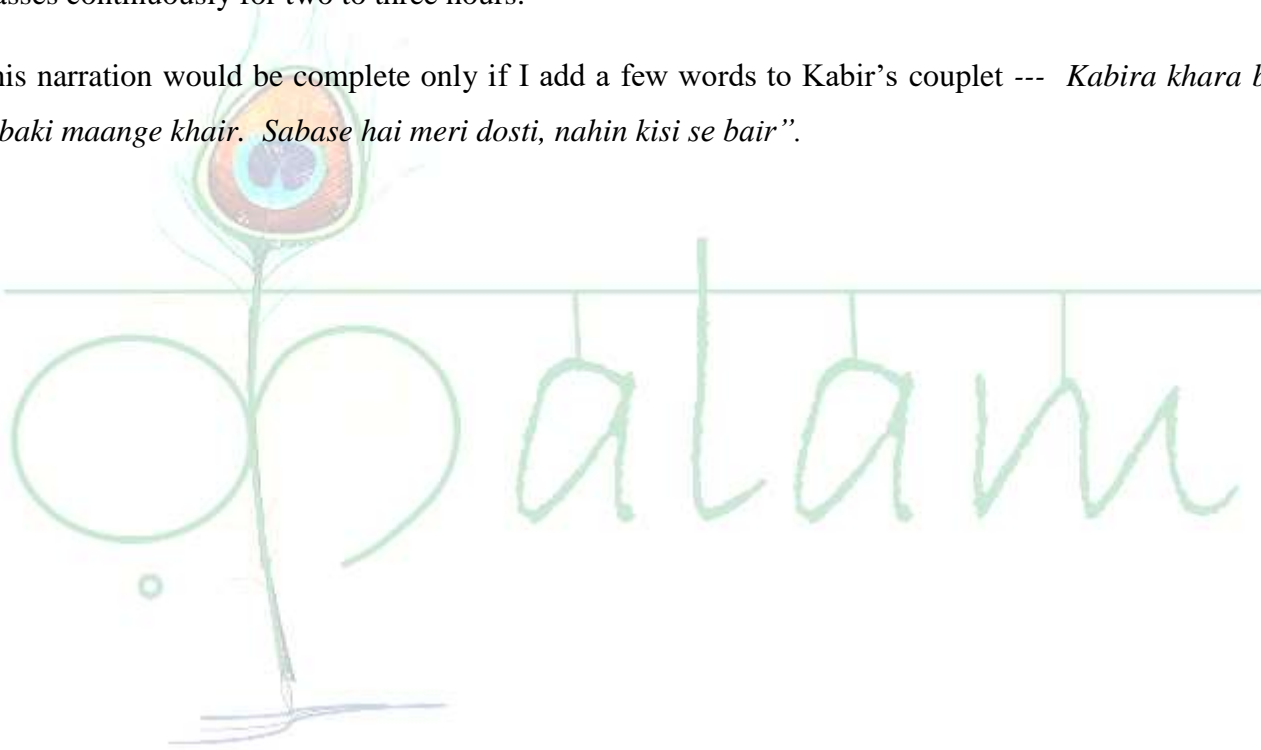 asses continuously for two to three hours.
his narration would be complete only if I add a few words to Kabir’s couplet --- Kabira khara b
baki maange khair. Sabase hai meri dosti, nahin kisi se bair”.
क़alam